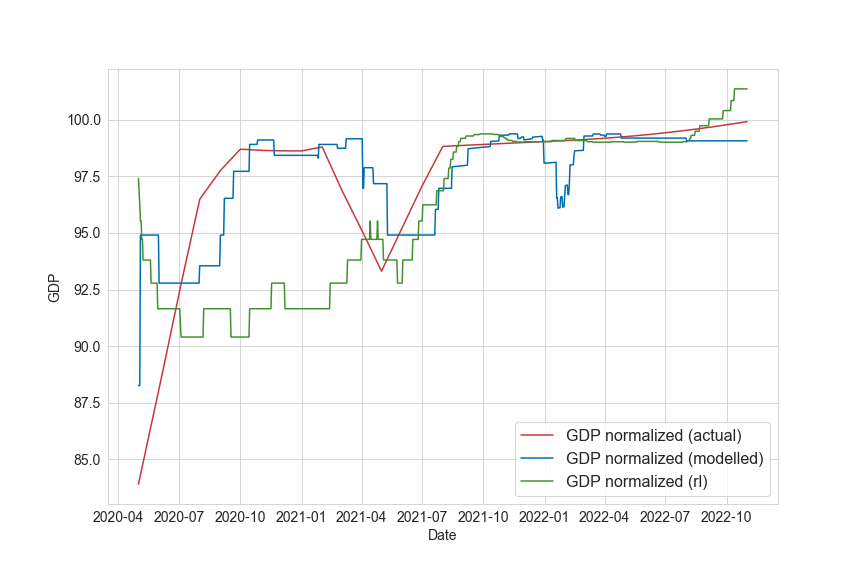 100.0
97.5
95.0
92.5
90.0
87.5
85.0
GDP
GDP normalized (actual)
GDP normalized (modelled)
GDP normalized (rl)
2020-04 2020-07 2020-10 2021-01 2021-04 2021-07 2021-10 2022-01 2022-04 2022-07 2022-10
Date